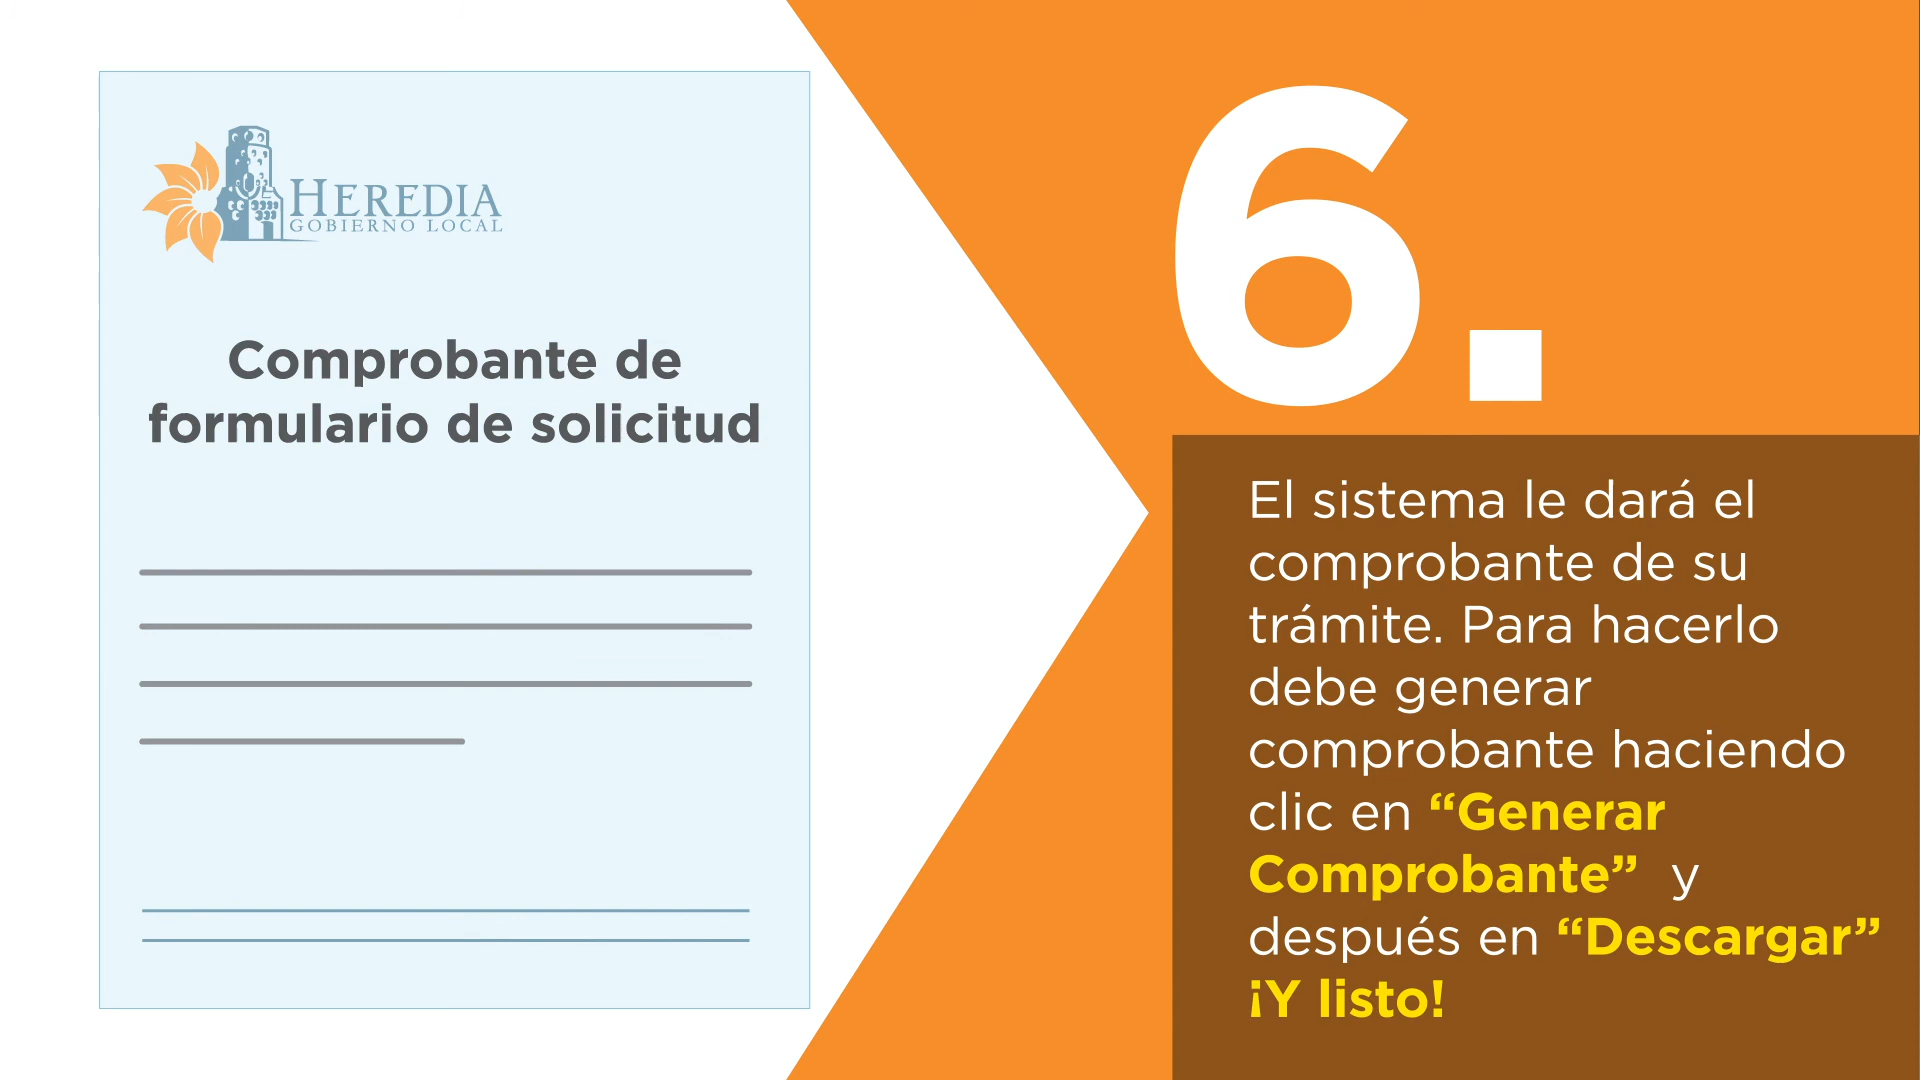 HEREDIA
GOBIERNO LOCAL
Comprobante de
formulario de solicitud
6.
El sistema le dará el
comprobante de su
trámite. Para hacerlo
debe generar
comprobante haciendo
clic en “Generar
Comprobante” y
después en “Descargar”
¡Y listo!